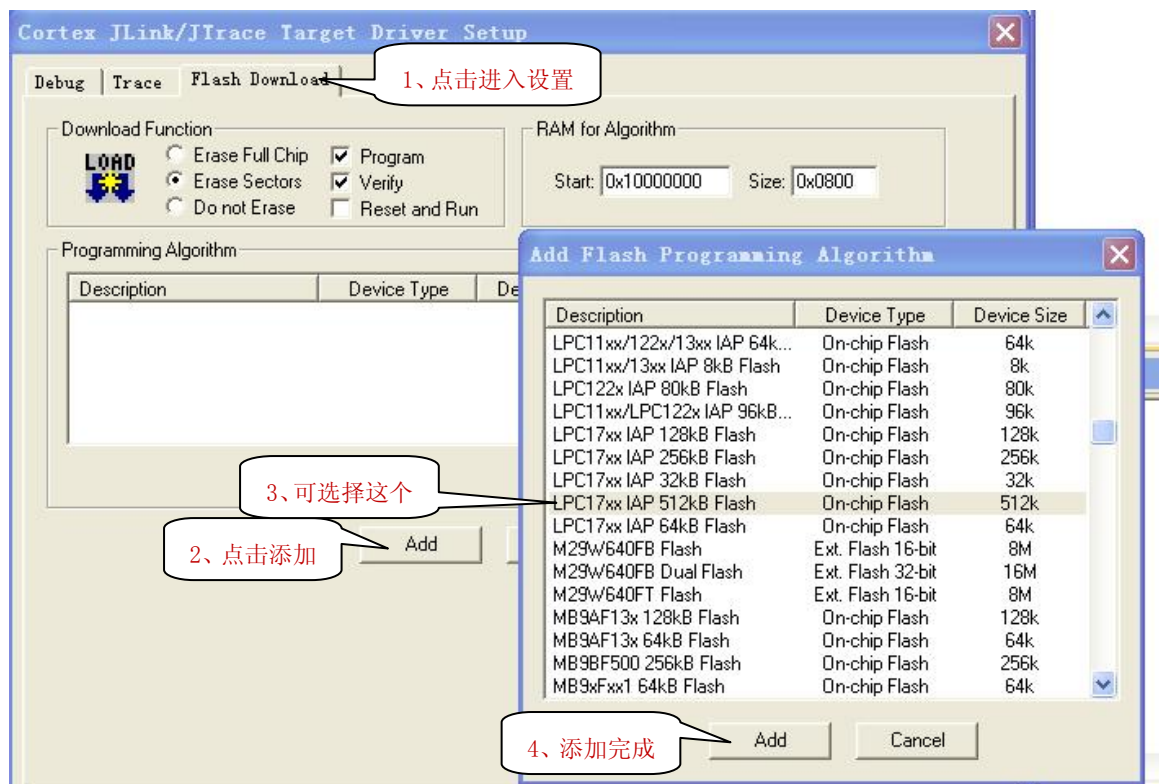 Cortex JLink/JTrace Target Driver Setup
Debug
Trace
Flash Download
1、点击进入设置
Download Function
LOAD
Erase Full Chip
Program
Erase Sectors
Verify
Do not Erase
Reset and Run
RAM for Algorithm
Start: 0x10000000 Size: 0x0800
Programming Algorithm
Description Device Type De
Add Flash Programming Algorithm
Description Device Type Device Size
LPC11xx/122x/13xx IAP 64k... On-chip Flash 64k
LPC11xx/13xx IAP 8kB Flash On-chip Flash 8k
LPC122x IAP 80kB Flash On-chip Flash 80k
LPC11xx/LPC122x IAP 96kB... On-chip Flash 96k
LPC17xx IAP 128kB Flash On-chip Flash 128k
LPC17xx IAP 256kB Flash On-chip Flash 256k
LPC17xx IAP 32kB Flash On-chip Flash 32k
LPC17xx IAP 512kB Flash On-chip Flash 512k
LPC17xx IAP 64kB Flash On-chip Flash 64k
M29W640FB Flash Ext. Flash 16-bit 8M
M29W640FB Dual Flash Ext. Flash 32-bit 16M
M29W640FT Flash Ext. Flash 16-bit 8M
MB9AF13x 128kB Flash On-chip Flash 128k
MB9AF13x 64kB Flash On-chip Flash 64k
MB9BF500 256kB Flash On-chip Flash 256k
MB9xFxx1 64kB Flash On-chip Flash 64k
3、可选择这个
2、点击添加
Add
4、添加完成
Add
Cancel